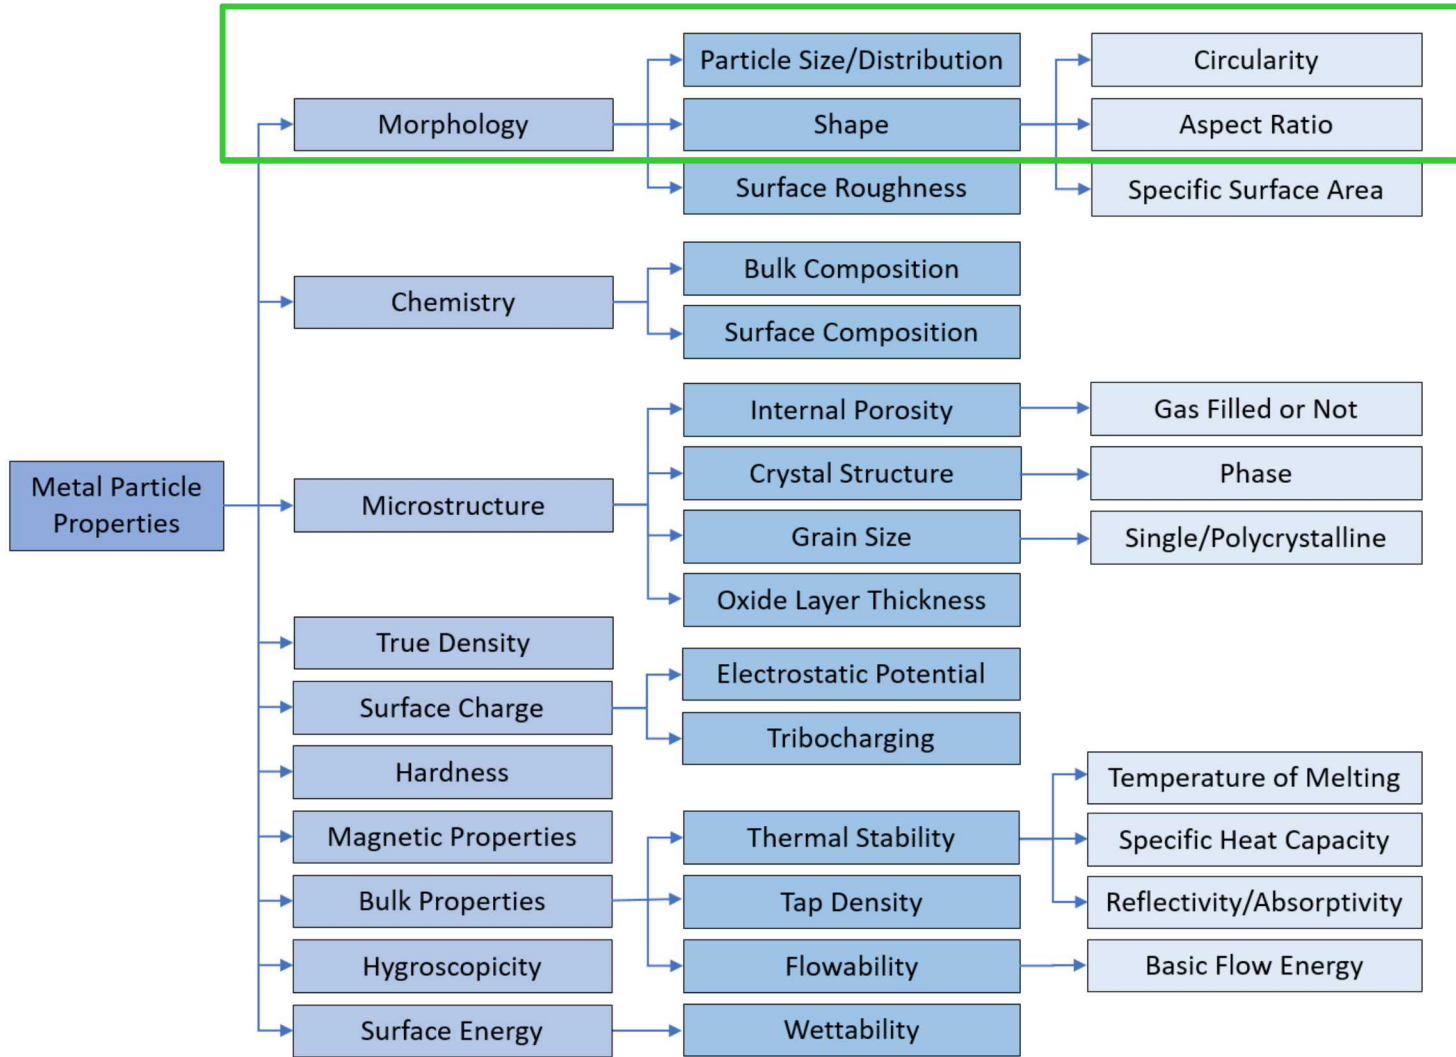 Particle Size/Distribution
Circularity
Morphology
Shape
Aspect Ratio
Surface Roughness
Specific Surface Area
Bulk Composition
Chemistry
Surface Composition
Internal Porosity
Gas Filled or Not
Crystal Structure
Phase
Metal Particle
Properties
Microstructure
Grain Size
Single/Polycrystalline
Oxide Layer Thickness
True Density
Electrostatic Potential
Surface Charge
Tribocharging
Hardness
Temperature of Melting
Magnetic Properties
Thermal Stability
Specific Heat Capacity
Bulk Properties
Tap Density
Reflectivity/Absorptivity
Hygroscopicity
Flowability
Basic Flow Energy
Surface Energy
Wettability